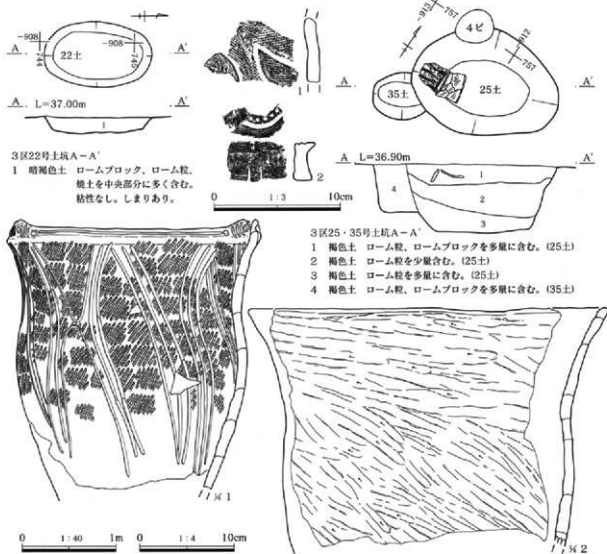 -908
-908
744
745
22土
A
A'
A L=37.00m A'
1
3区22号土坑A-A'
1 暗褐色土 ロームブロック、ローム粒、
焼土を中央部分に多く含む。
粘性なし。しまりあり。
1
2
0 1:3 10cm
4ピ
-913
757
-912
757
35土
25土
A
A'
A L=36.90m A'
1
2
3
4
3区25・35号土坑A-A'
1 褐色土 ローム粒、ロームブロックを多量に含む。(25土)
2 褐色土 ローム粒を少量含む。(25土)
3 褐色土 ローム粒を多量に含む。(25土)
4 褐色土 ローム粒、ロームブロックを多量に含む。(35土)
1
2
0 1:40 1m
0 1:4 10cm